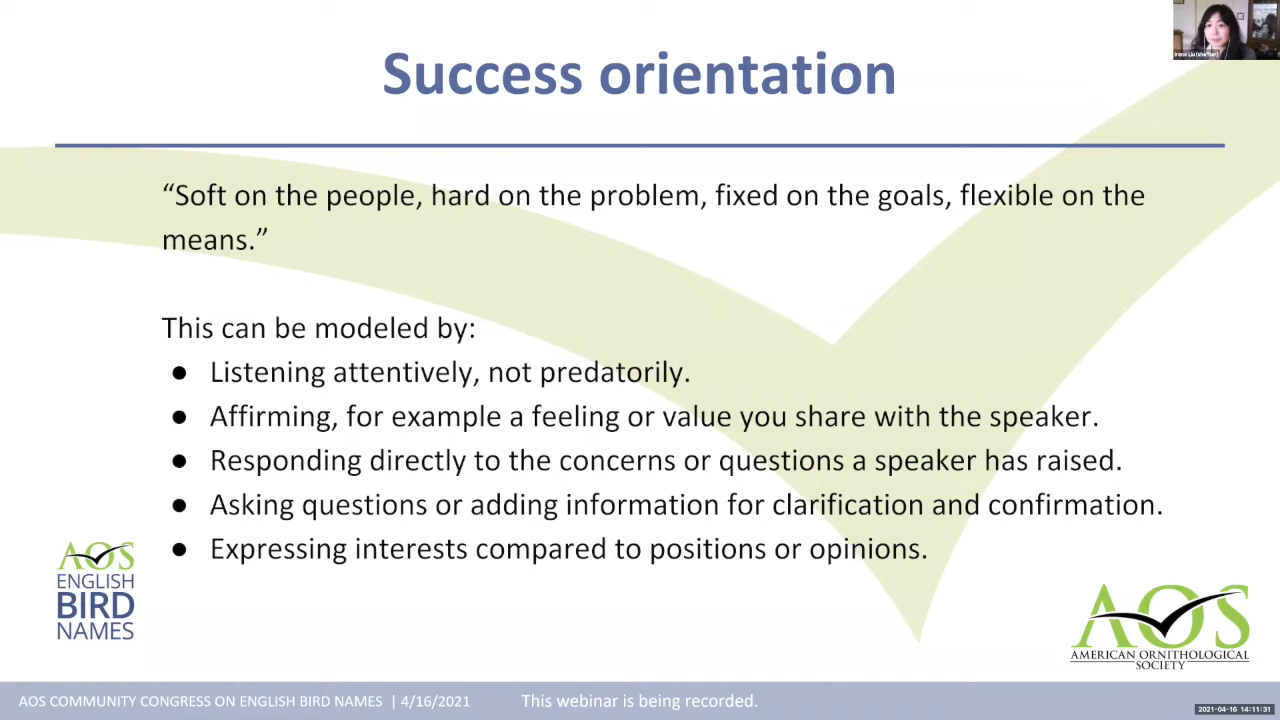 Irene Liu (she/her)
Success orientation
“Soft on the people, hard on the problem, fixed on the goals, flexible on the
means.”
This can be modeled by:
● Listening attentively, not predatorily.
● Affirming, for example a feeling or value you share with the speaker.
● Responding directly to the concerns or questions a speaker has raised.
● Asking questions or adding information for clarification and confirmation.
● Expressing interests compared to positions or opinions.
AOS
ENGLISH
BIRD
NAMES
AOS
AMERICAN ORNITHOLOGICAL
SOCIETY
AOS COMMUNITY CONGRESS ON ENGLISH BIRD NAMES | 4/16/2021
This webinar is being recorded.
2021-04-16 14:11:31